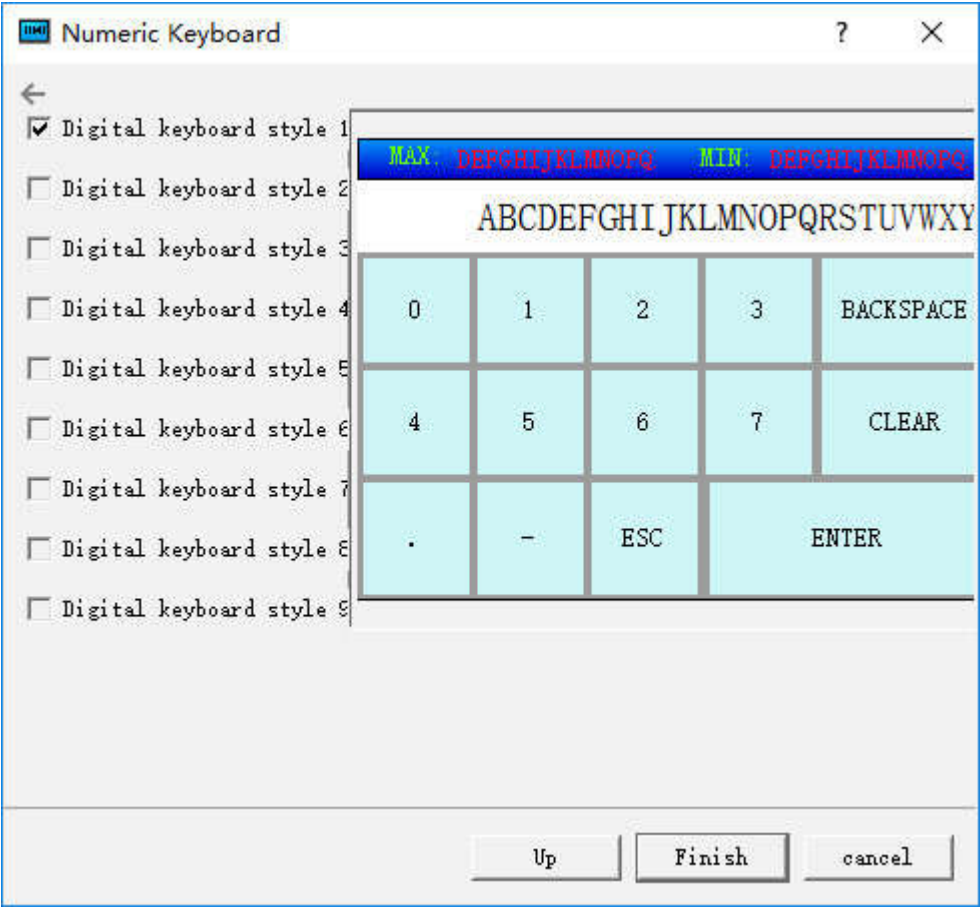 Numeric Keyboard ?
Digital keyboard style 1
Digital keyboard style 2
Digital keyboard style 3
Digital keyboard style 4
Digital keyboard style 5
Digital keyboard style 6
Digital keyboard style 7
Digital keyboard style 8
Digital keyboard style 9
MAX: DEFGHIJKLMNOPQ MIN: DEFGHIJKLMNOPQ
ABCDEFGHIJKLMNOPQRSTUVWXY
0 1 2 3 BACKSPACE
4 5 6 7 CLEAR
. - ESC ENTER
Up Finish cancel